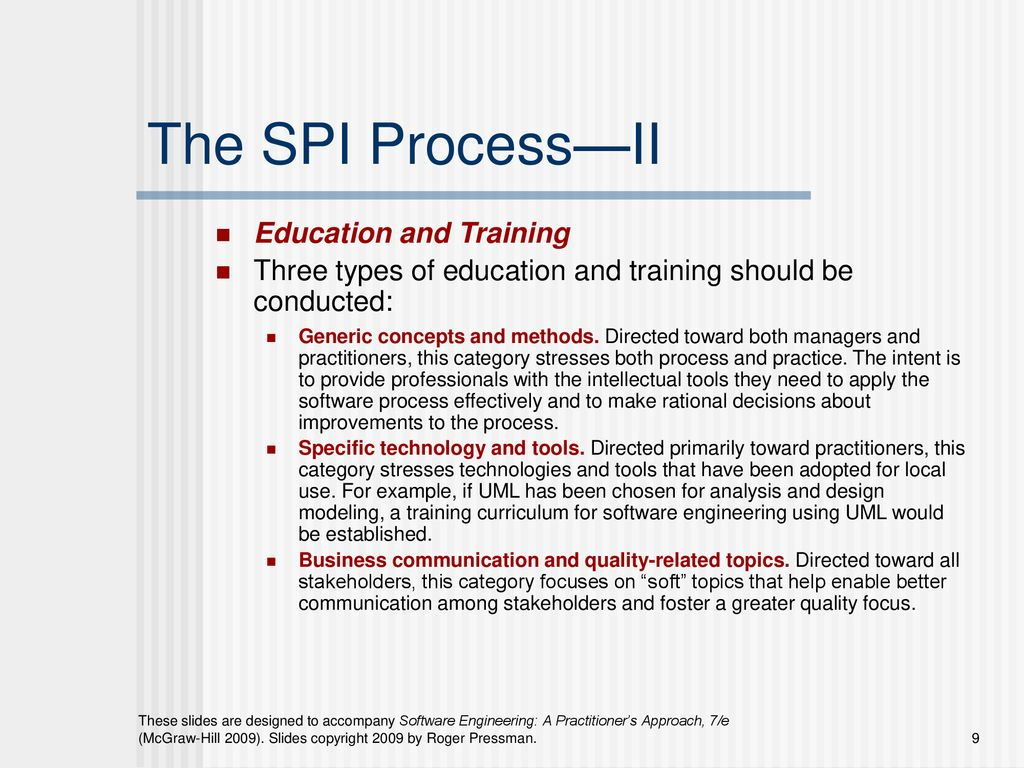 The SPI Process—II
Education and Training
Three types of education and training should be
conducted:
Generic concepts and methods. Directed toward both managers and
practitioners, this category stresses both process and practice. The intent is
to provide professionals with the intellectual tools they need to apply the
software process effectively and to make rational decisions about
improvements to the process.
Specific technology and tools. Directed primarily toward practitioners, this
category stresses technologies and tools that have been adopted for local
use. For example, if UML has been chosen for analysis and design
modeling, a training curriculum for software engineering using UML would
be established.
Business communication and quality-related topics. Directed toward all
stakeholders, this category focuses on “soft” topics that help enable better
communication among stakeholders and foster a greater quality focus.
These slides are designed to accompany Software Engineering: A Practitioner’s Approach, 7/e
(McGraw-Hill 2009). Slides copyright 2009 by Roger Pressman.
9